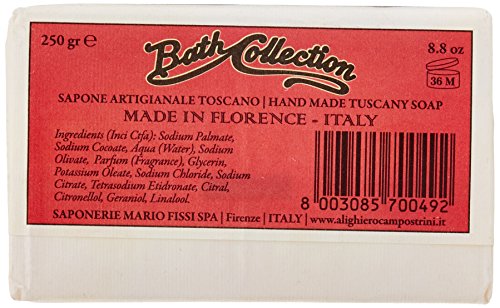 250 gr ℮
Bath Collection
8.8 oz
36 M
SAPONE ARTIGIANALE TOSCANO | HAND MADE TUSCANY SOAP
MADE IN FLORENCE - ITALY
Ingredients (Inci Ctfa): Sodium Palmate,
Sodium Cocoate, Aqua (Water), Sodium
Olivate, Parfum (Fragrance), Glycerin,
Potassium Oleate, Sodium Chloride, Sodium
Citrate, Tetrasodium Etidronate, Citral,
Citronellol, Geraniol, Linalool.
8 003085 700492
SAPONERIE MARIO FISSI SPA | Firenze | ITALY | www.alighierocampostrini.it